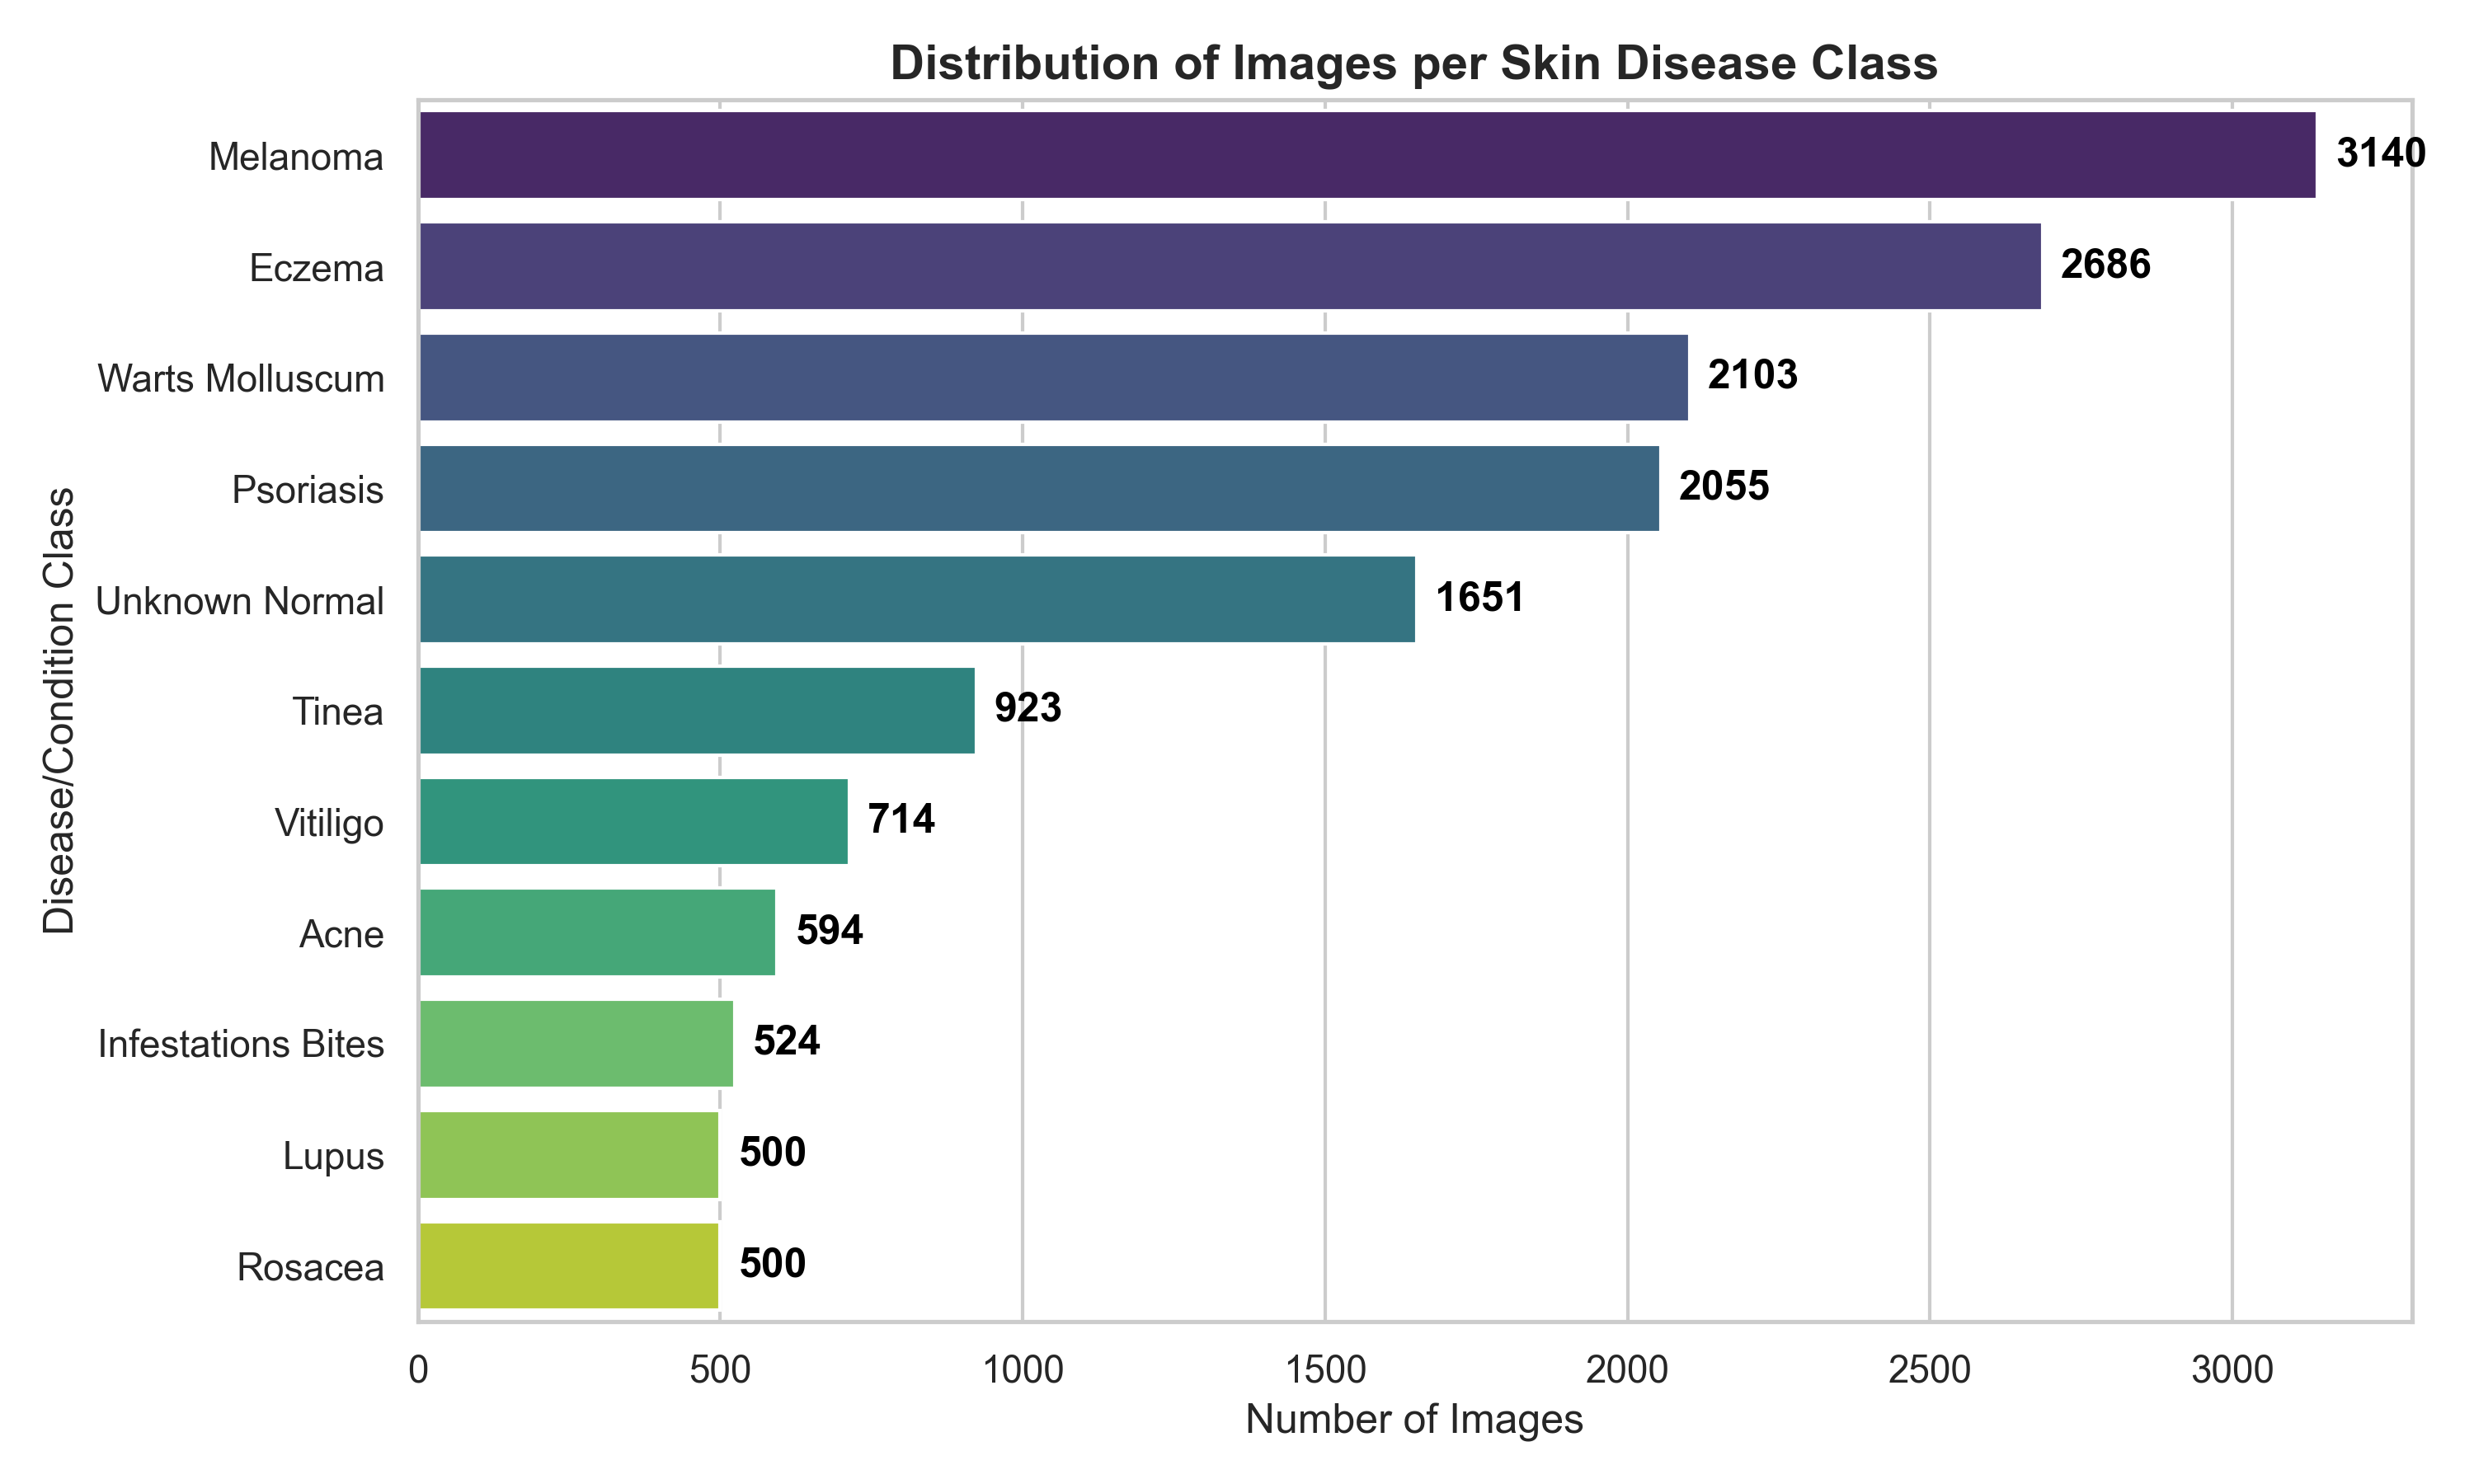 Distribution of Images per Skin Disease Class
Disease/Condition Class
Melanoma 3140
Eczema 2686
Warts Molluscum 2103
Psoriasis 2055
Unknown Normal 1651
Tinea 923
Vitiligo 714
Acne 594
Infestations Bites 524
Lupus 500
Rosacea 500
0 500 1000 1500 2000 2500 3000
Number of Images